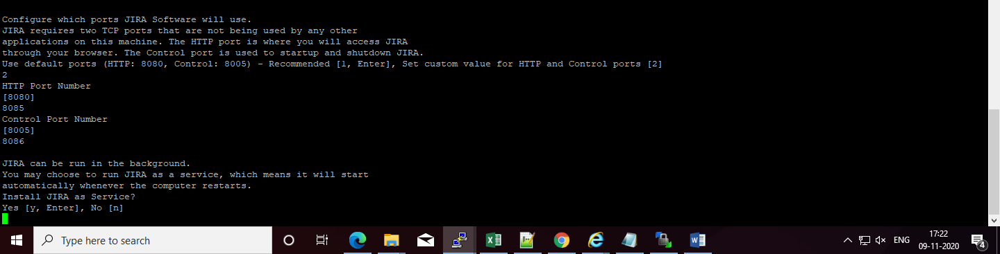 Configure which ports JIRA Software will use.
JIRA requires two TCP ports that are not being used by any other
applications on this machine. The HTTP port is where you will access JIRA
through your browser. The Control port is used to startup and shutdown JIRA.
Use default ports (HTTP: 8080, Control: 8005) - Recommended [1, Enter], Set custom value for HTTP and Control ports [2]
2
HTTP Port Number
[8080]
8085
Control Port Number
[8005]
8086
JIRA can be run in the background.
You may choose to run JIRA as a service, which means it will start
automatically whenever the computer restarts.
Install JIRA as Service?
Yes [y, Enter], No [n]
Type here to search
ENG
17:22
09-11-2020
4